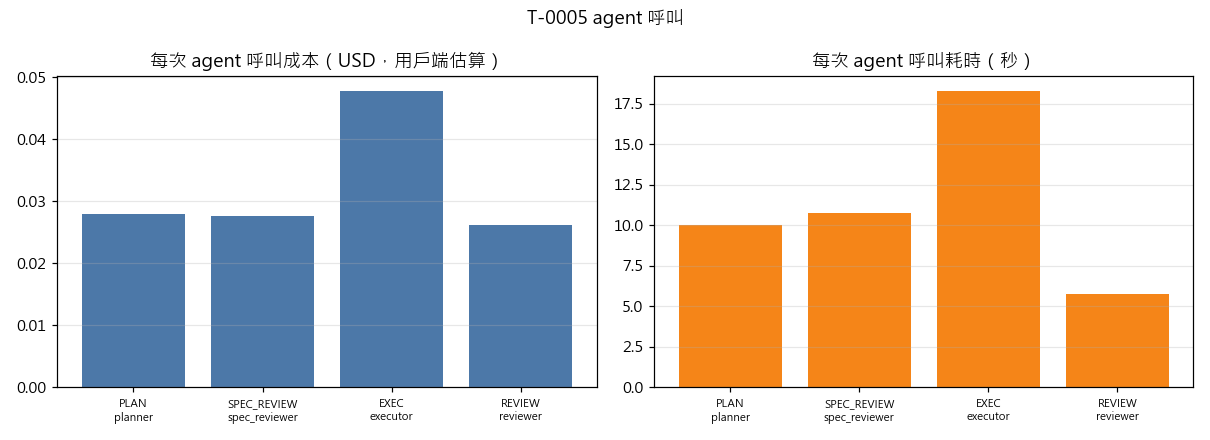 T-0005 agent 呼叫
每次 agent 呼叫成本（USD，用戶端估算）
0.05
0.04
0.03
0.02
0.01
0.00
PLAN
planner
SPEC_REVIEW
spec_reviewer
EXEC
executor
REVIEW
reviewer
每次 agent 呼叫耗時（秒）
17.5
15.0
12.5
10.0
7.5
5.0
2.5
0.0
PLAN
planner
SPEC_REVIEW
spec_reviewer
EXEC
executor
REVIEW
reviewer